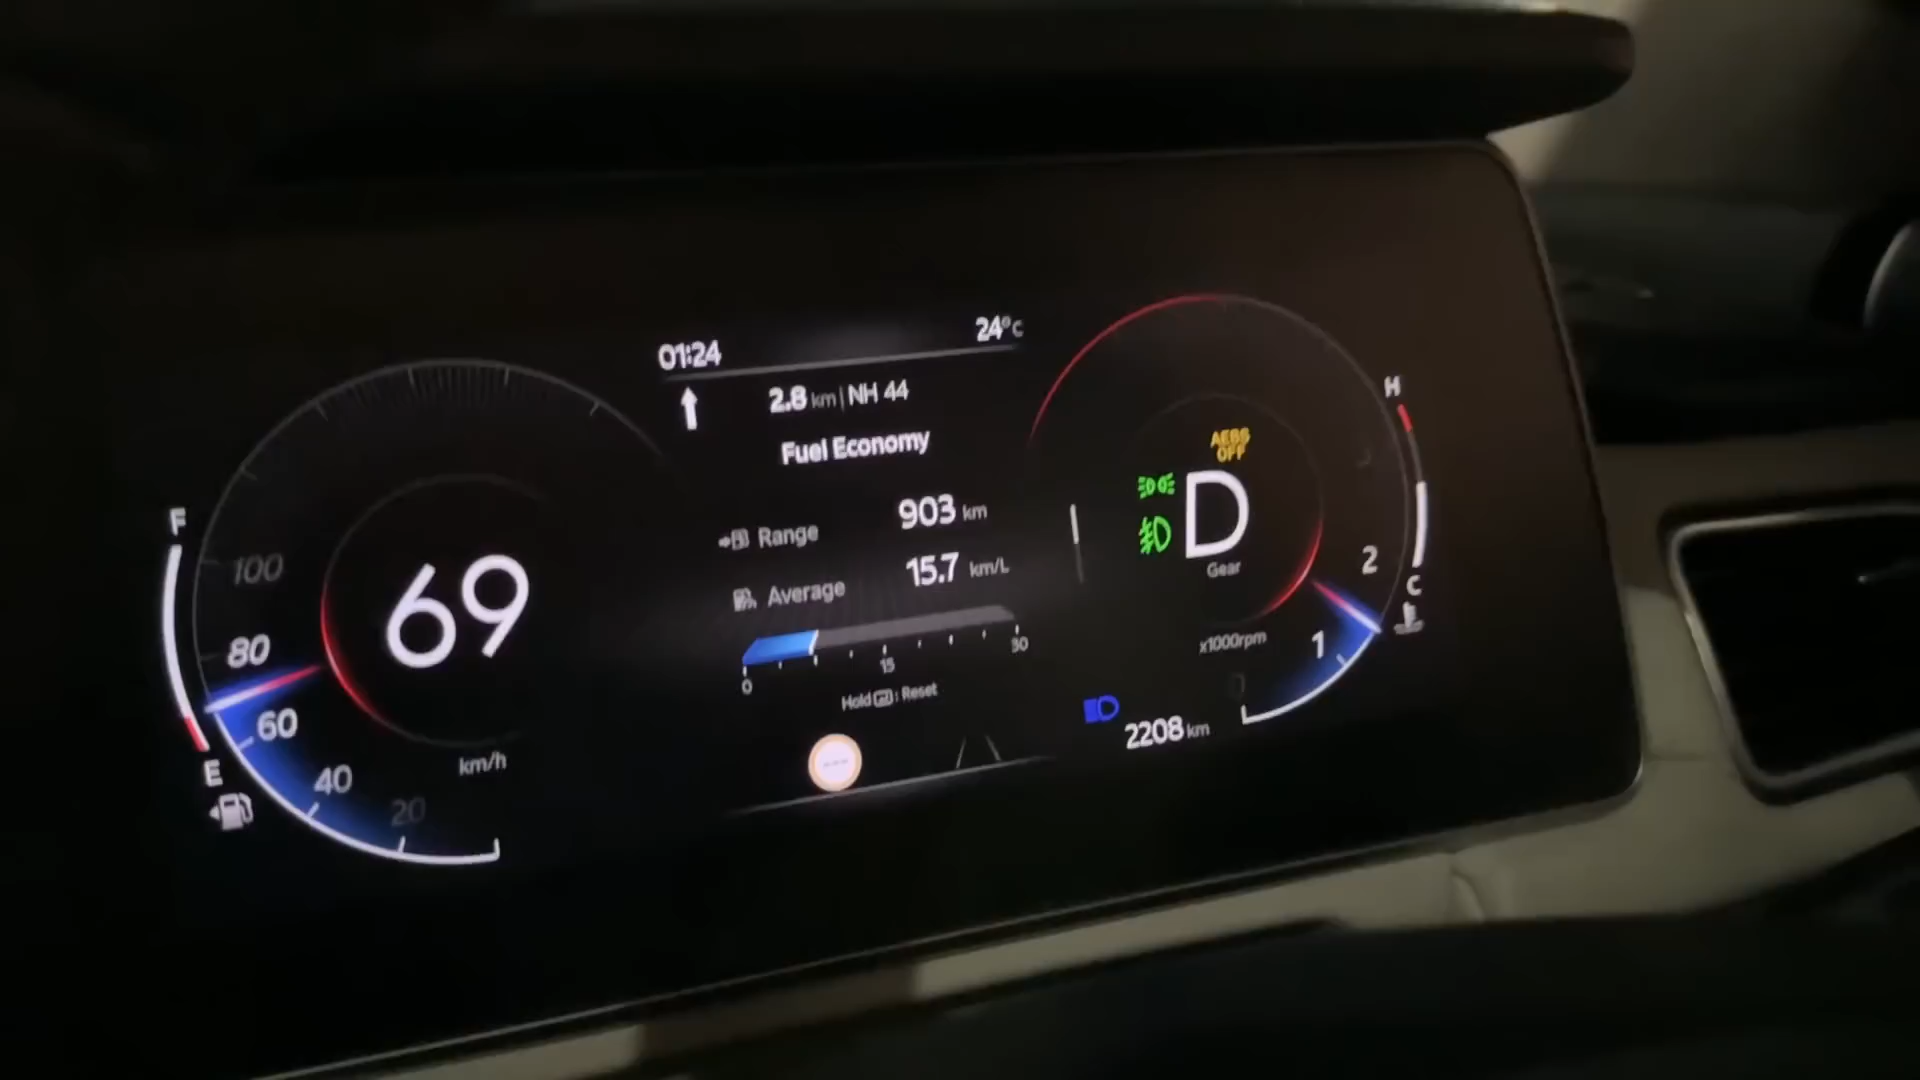 01:24 24°C
2.8 km | NH 44
Fuel Economy
Range 903 km
Average 15.7 km/L
0 15 30
Hold : Reset
F
100
80
60
40
20
E
69
km/h
AEBS
OFF
D
Gear
x1000rpm
H
2
1
0
C
2208 km